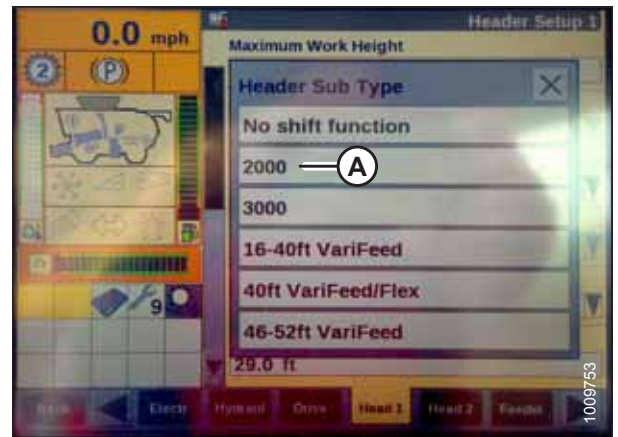 0.0 mph
Header Setup 1
Maximum Work Height
2
(P)
Header Sub Type
No shift function
2000
A
3000
16-40ft VariFeed
40ft VariFeed/Flex
46-52ft VariFeed
9
29.0 ft
Back
Electr
Hydraul
Drive
Head 1
Head 2
Feeder
1009753